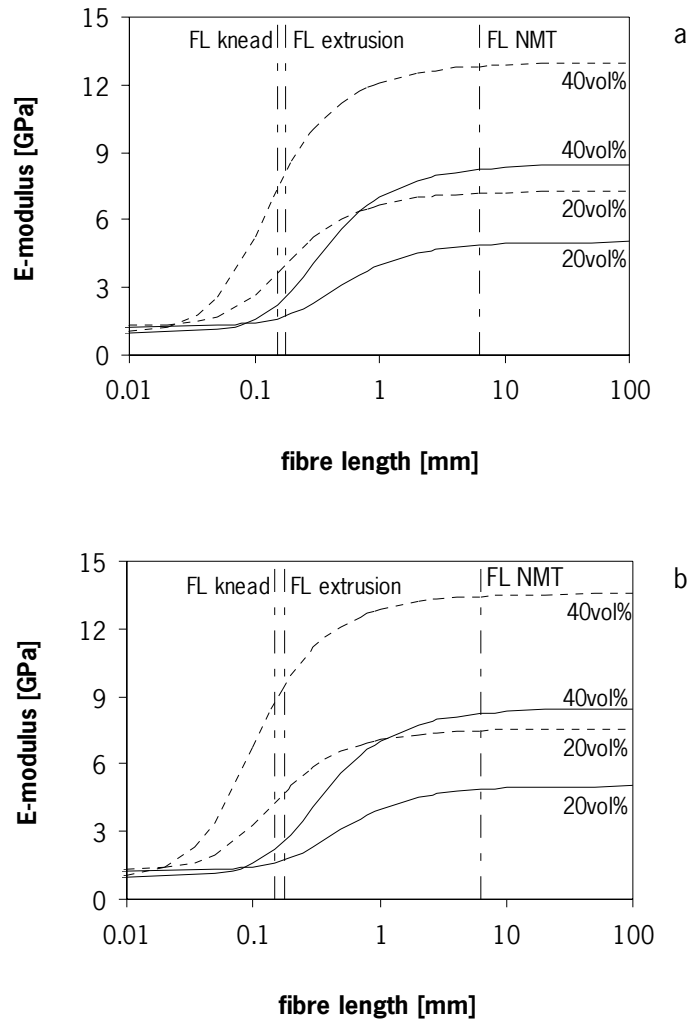 FL knead
FL extrusion
FL NMT
a
15
12
9
6
3
0
E-modulus [GPa]
40vol%
40vol%
20vol%
20vol%
0.01
0.1
1
10
100
fibre length [mm]
FL knead
FL extrusion
FL NMT
b
15
12
9
6
3
0
E-modulus [GPa]
40vol%
40vol%
20vol%
20vol%
0.01
0.1
1
10
100
fibre length [mm]